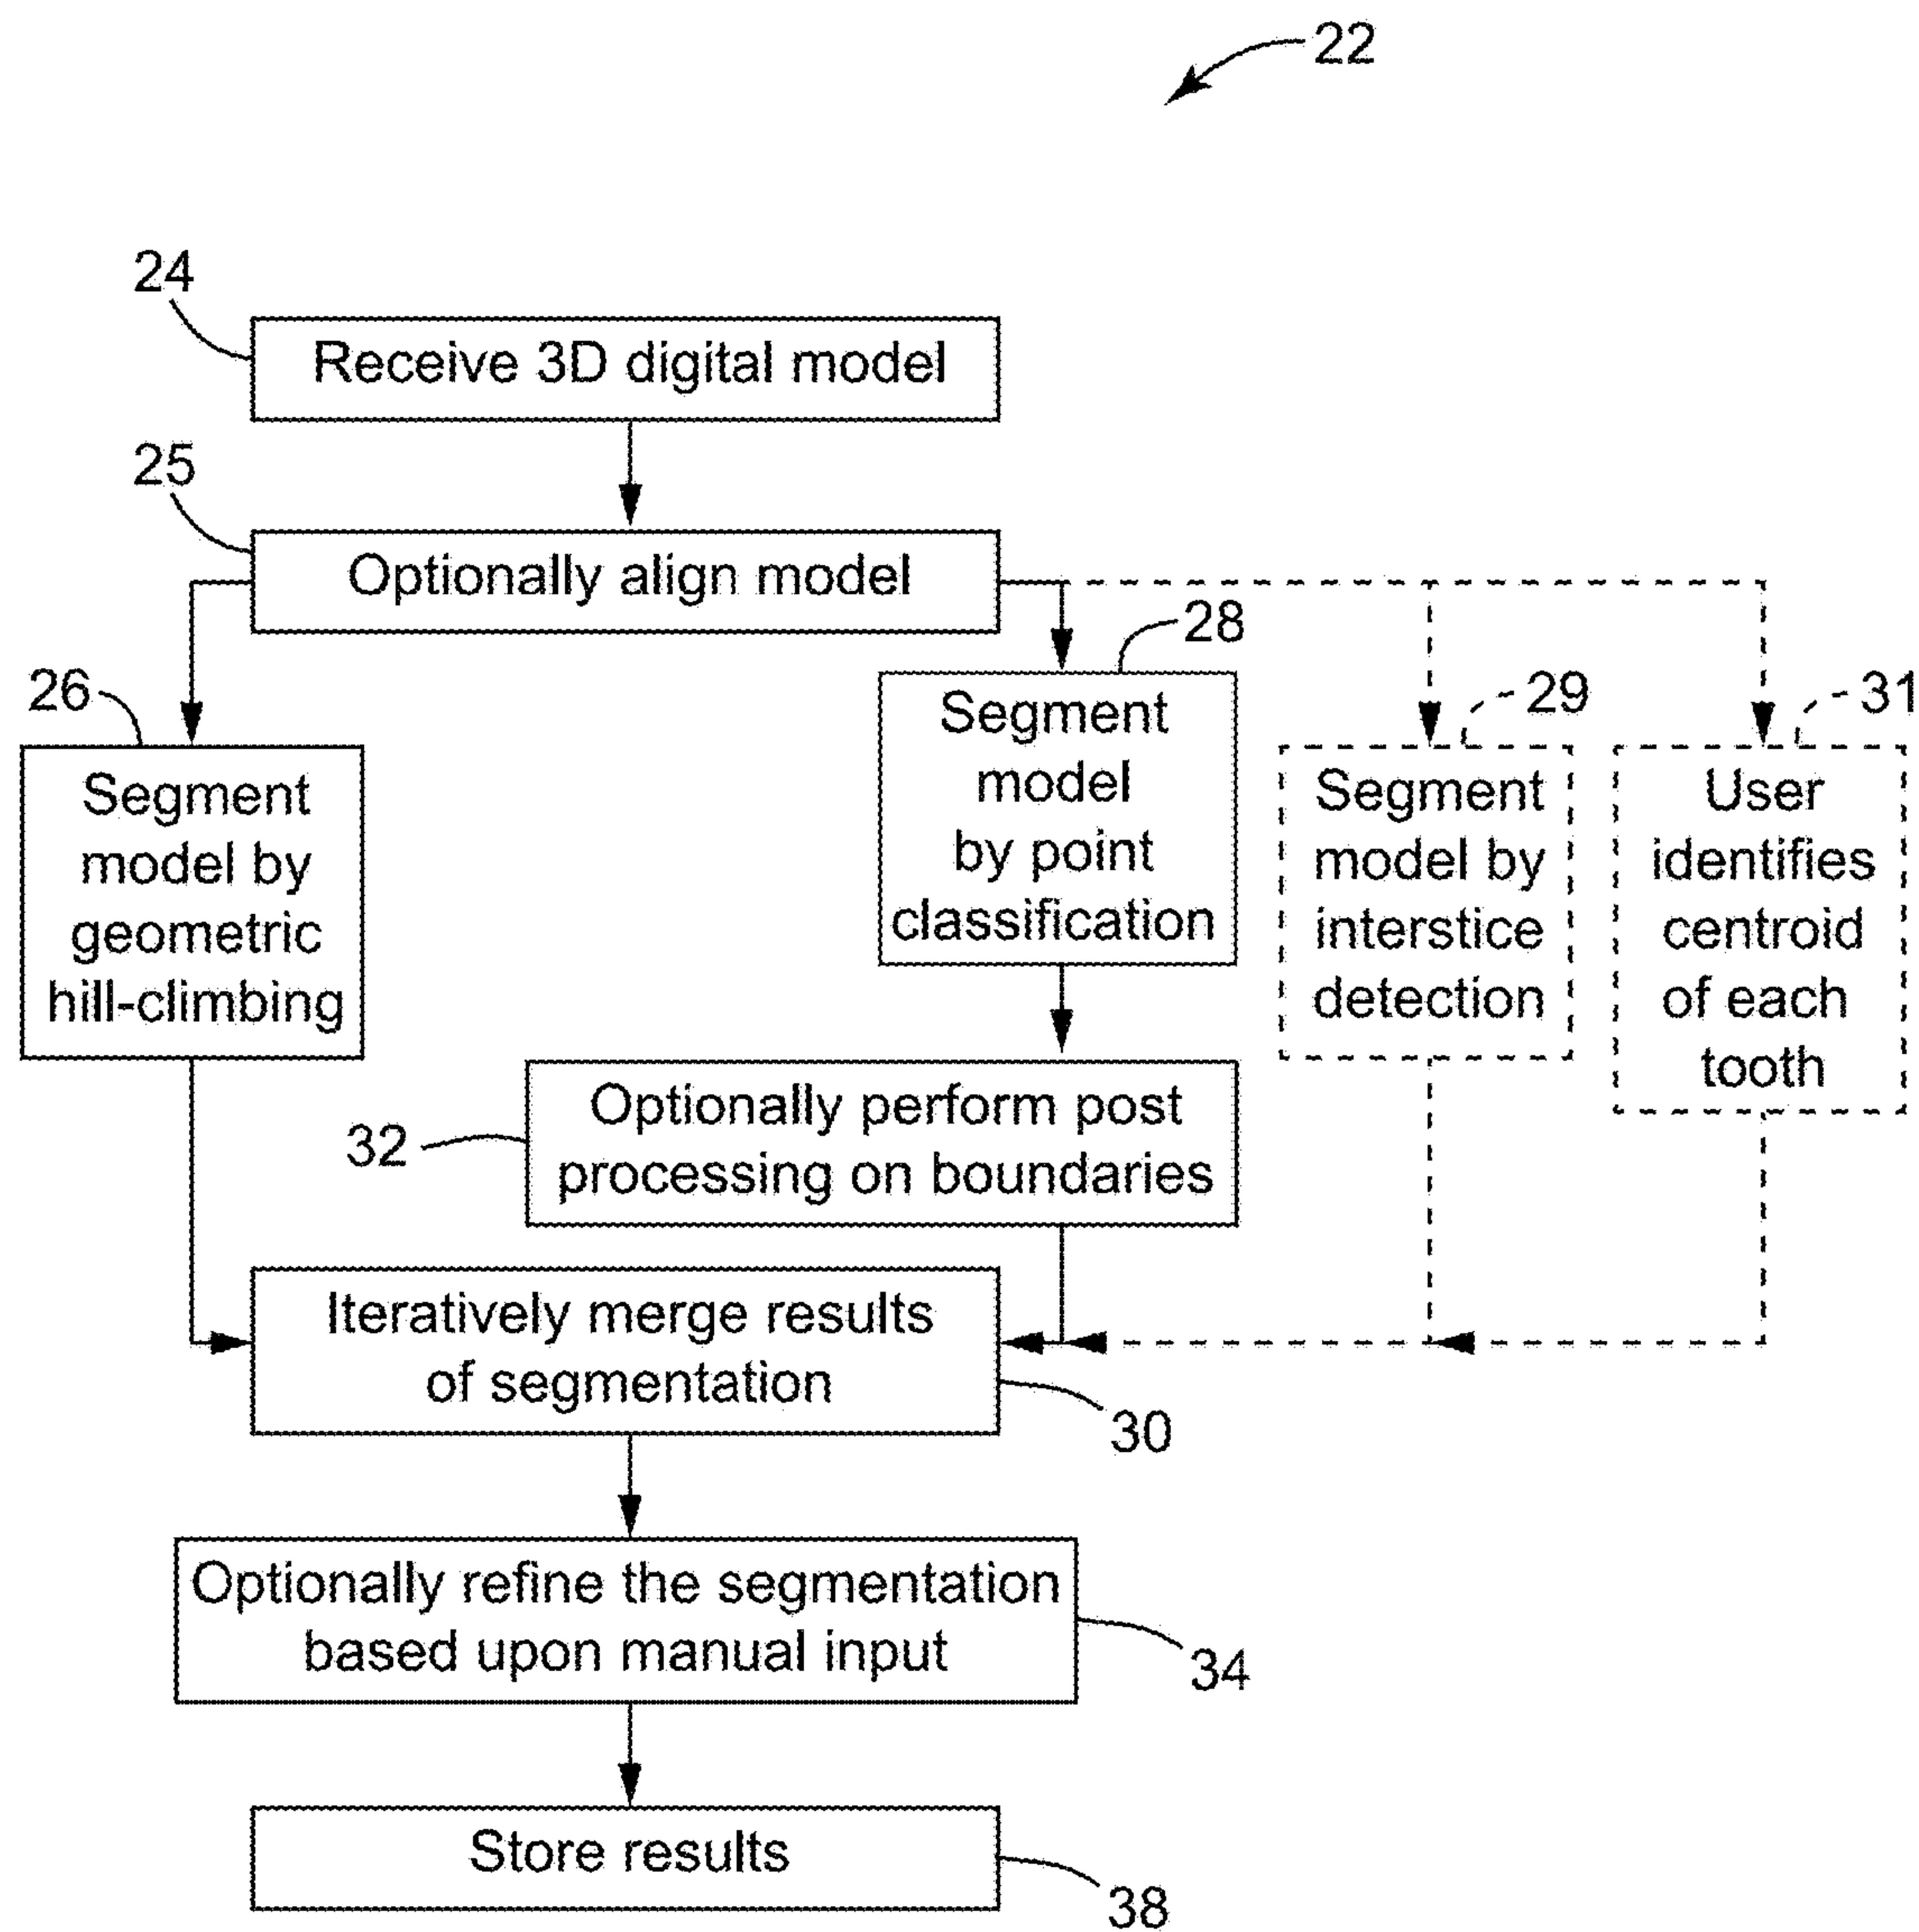 22
24
Receive 3D digital model
25
Optionally align model
26
Segment
model by
geometric
hill-climbing
28
Segment
model
by point
classification
29
Segment
model by
interstice
detection
31
User
identifies
centroid
of each
tooth
32
Optionally perform post
processing on boundaries
Iteratively merge results
of segmentation
30
Optionally refine the segmentation
based upon manual input
34
Store results
38